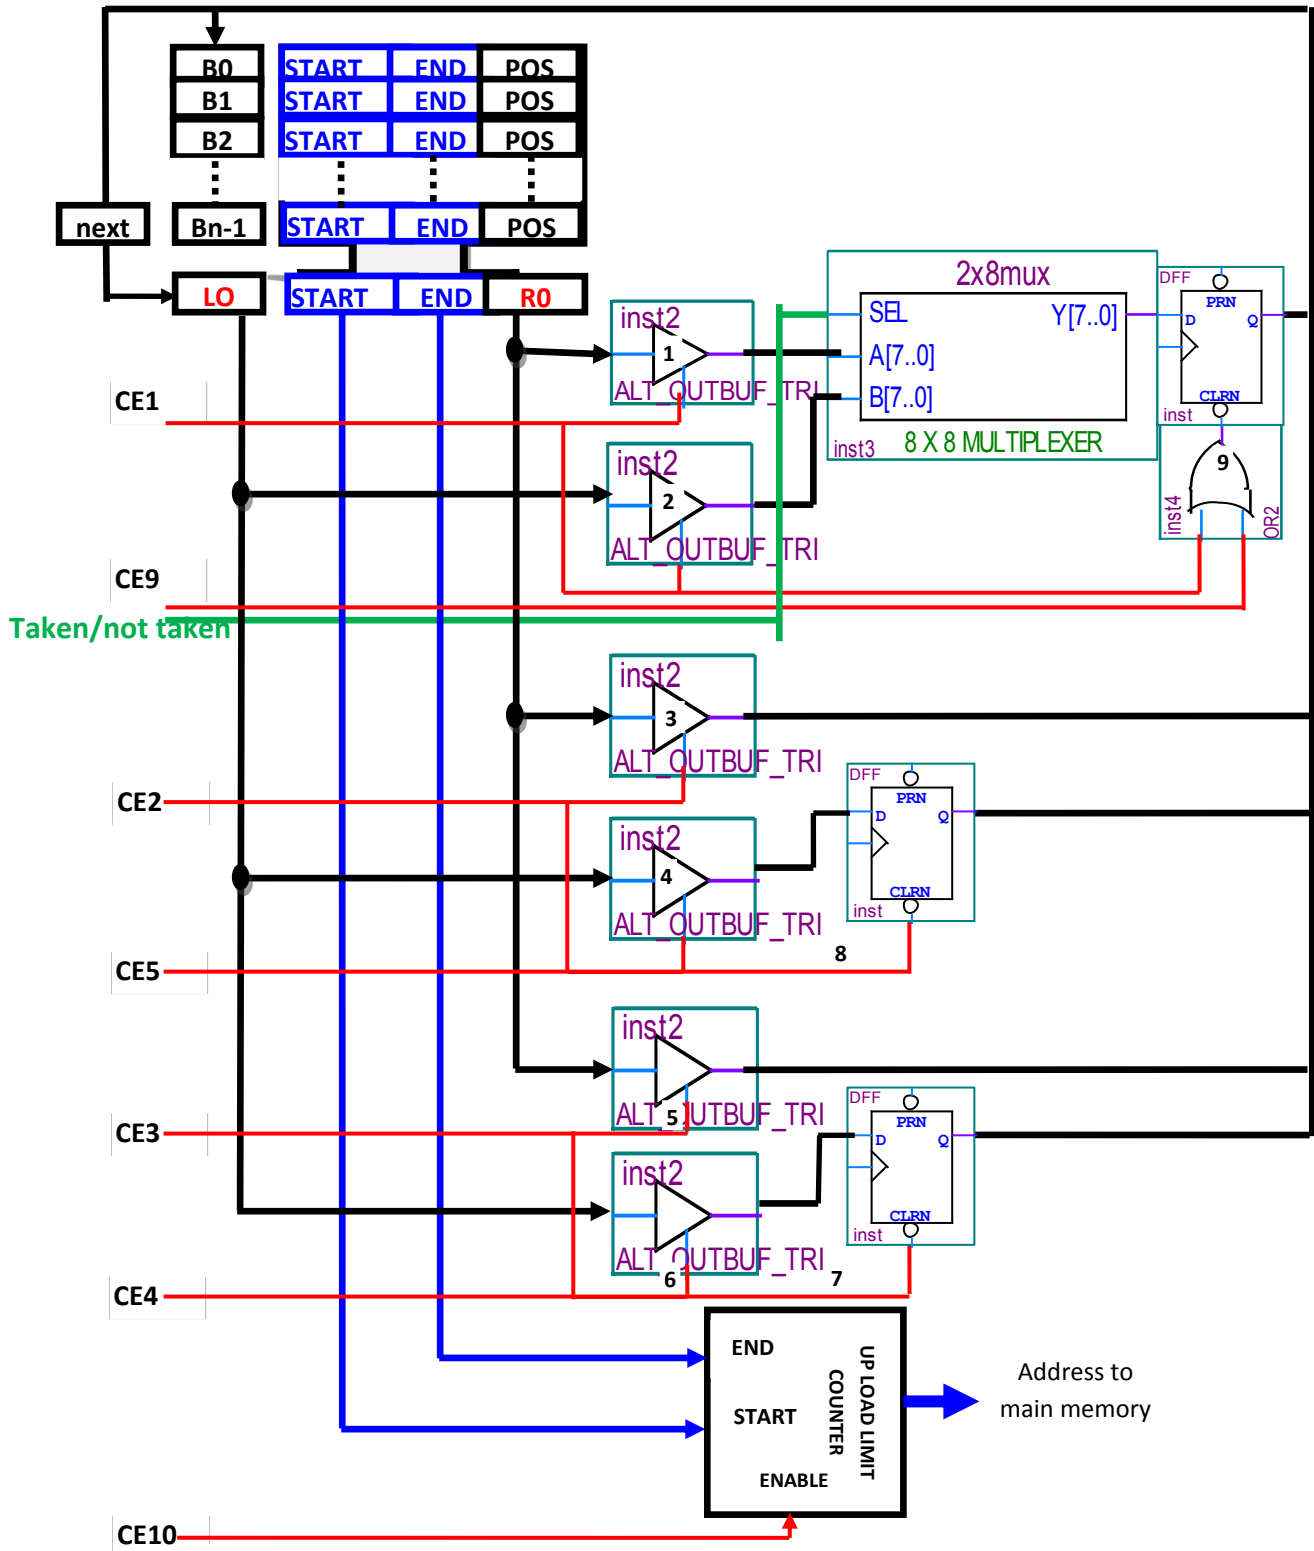 B0 START END POS
B1 START END POS
B2 START END POS
next Bn-1 START END POS
LO START END R0
inst2
1
ALT_OUTBUF_TRI
2x8mux
SEL Y[7..0]
A[7..0]
B[7..0]
inst3 8 X 8 MULTIPLEXER
DFF
PRN
D Q
CLRN
inst
CE1
inst2
2
ALT_OUTBUF_TRI
9
inst4
OR2
CE9
Taken/not taken
inst2
3
ALT_OUTBUF_TRI
CE2
inst2
4
ALT_OUTBUF_TRI
DFF
PRN
D Q
CLRN
inst
8
CE5
inst2
ALT_OUTBUF_TRI
5
CE3
inst2
ALT_OUTBUF_TRI
6
DFF
PRN
D Q
CLRN
inst
7
CE4
END
START
ENABLE
UP LOAD LIMIT
COUNTER
Address to
main memory
CE10